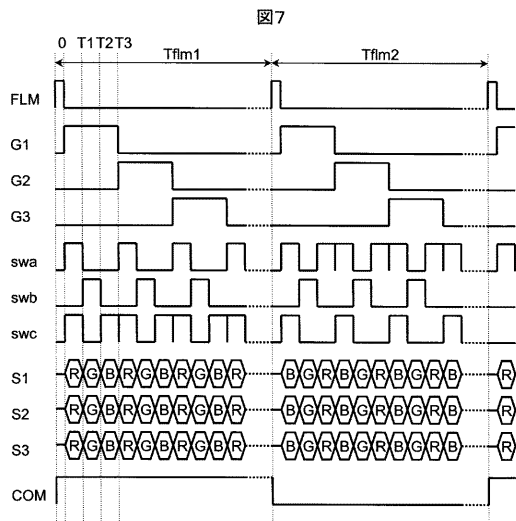 図7
0 T1 T2 T3 Tflm1 Tflm2
FLM
G1
G2
G3
swa
swb
swc
S1 R G B R G B R G B R B G R B G R B G R B R
S2 R G B R G B R G B R B G R B G R B G R B R
S3 R G B R G B R G B R B G R B G R B G R B R
COM